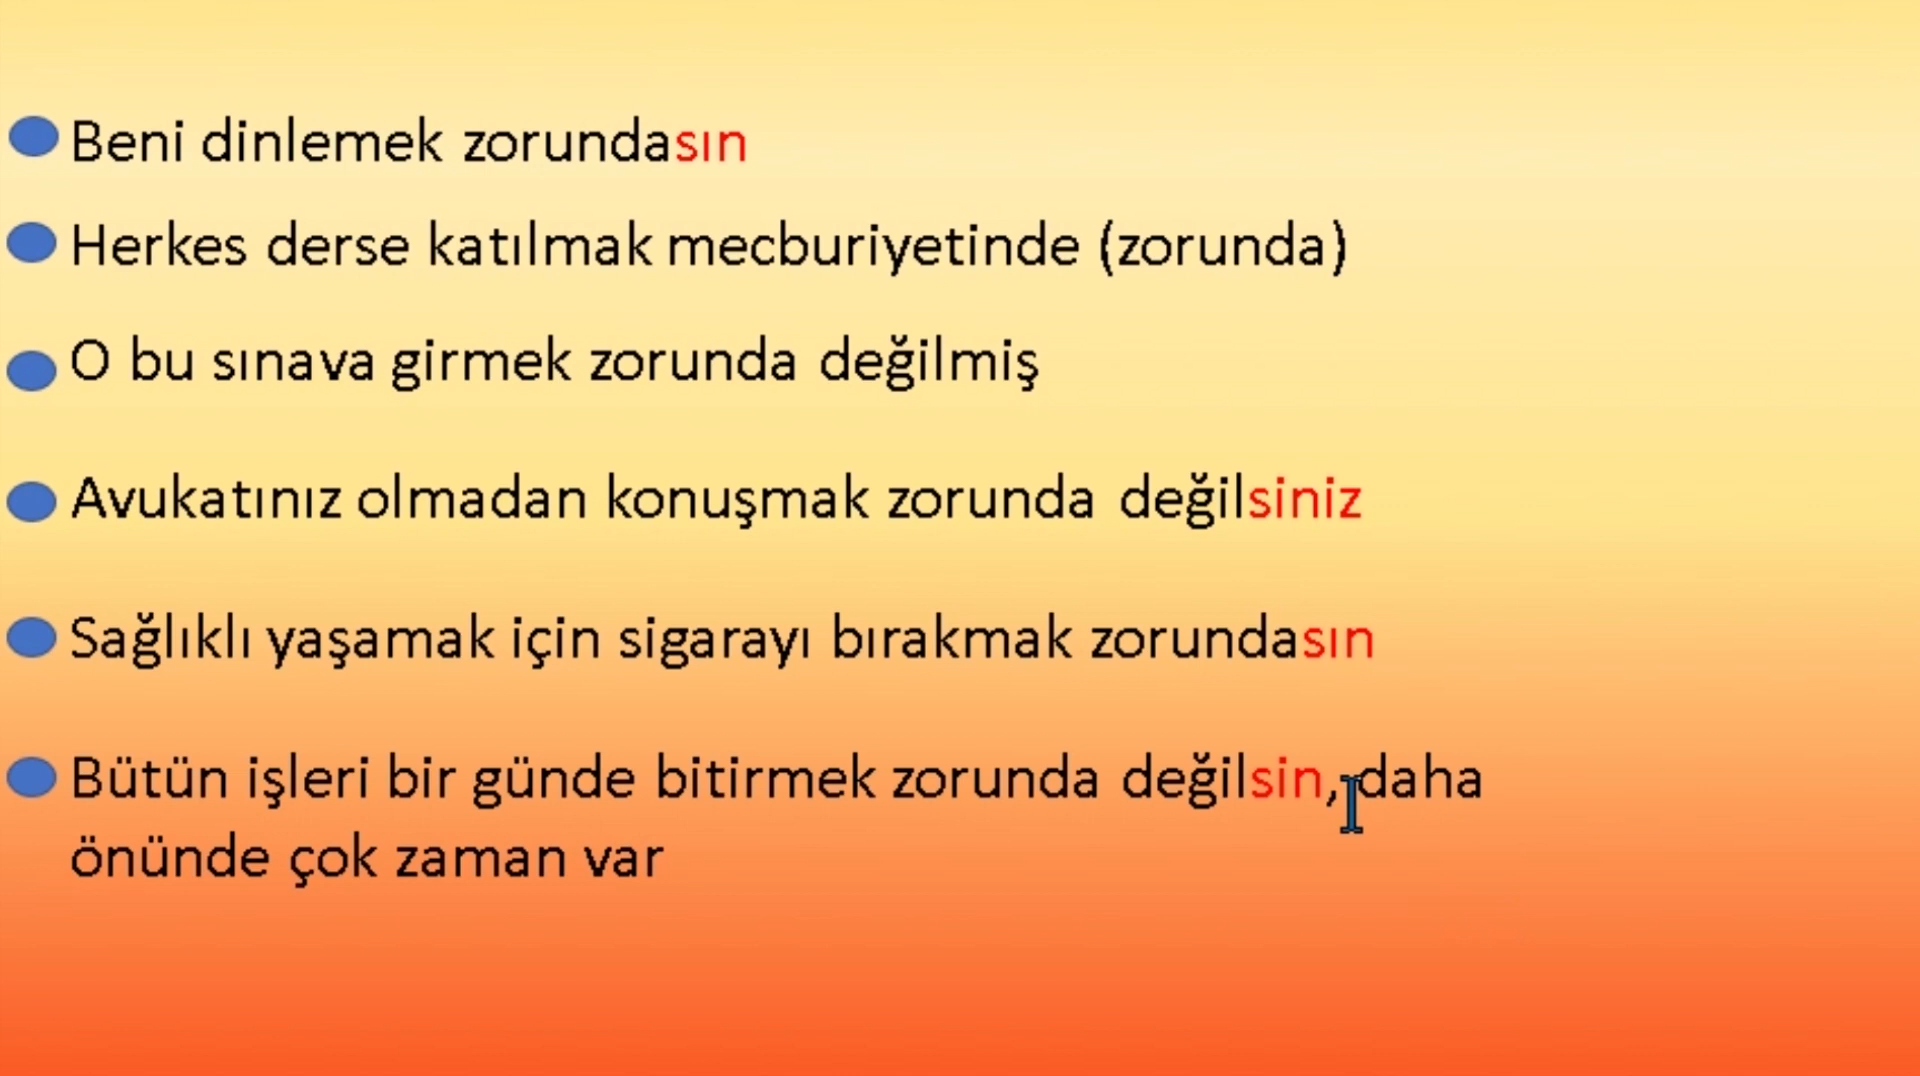 Beni dinlemek zorundasın
Herkes derse katılmak mecburiyetinde (zorunda)
O bu sınava girmek zorunda değilmiş
Avukatınız olmadan konuşmak zorunda değilsiniz
Sağlıklı yaşamak için sigarayı bırakmak zorundasın
Bütün işleri bir günde bitirmek zorunda değilsin, daha
önünde çok zaman var